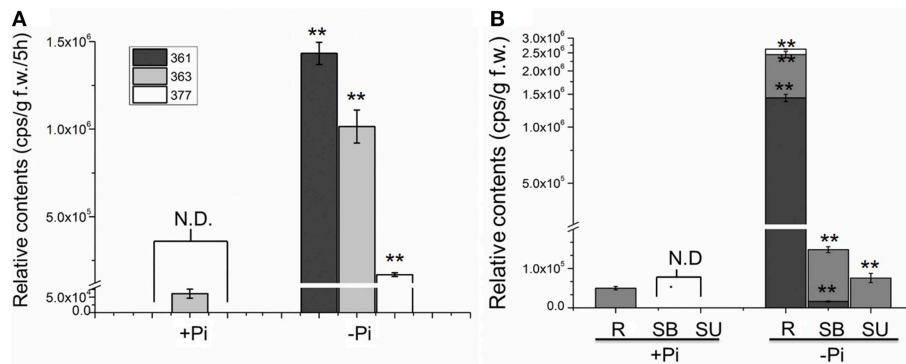 A
Relative contents (cps/g f.w./5h)
1.5x10⁶
1.0x10⁶
5.0x10⁵
5.0x10⁴
0.0
361
363
377
N.D.
**
**
**
+Pi
-Pi
B
Relative contents (cps/g f.w.)
3.0x10⁶
2.5x10⁶
2.0x10⁶
1.5x10⁶
5.0x10⁵
1.0x10⁵
0.0
N.D
**
**
**
**
**
**
R SB SU R SB SU
+Pi -Pi